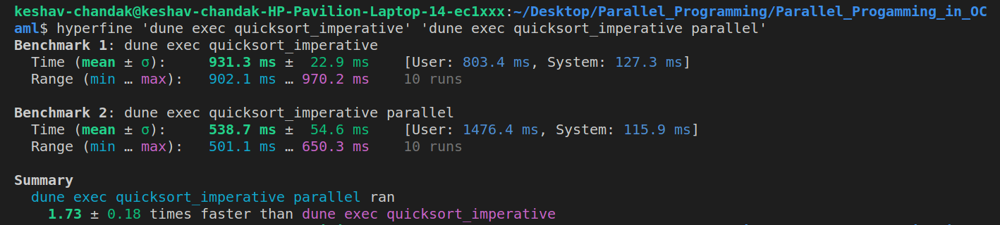 keshav-chandak@keshav-chandak-HP-Pavilion-Laptop-14-ec1xxx:~/Desktop/Parallel_Programming/Parallel_Progamming_in_OC
aml$ hyperfine 'dune exec quicksort_imperative' 'dune exec quicksort_imperative parallel'
Benchmark 1: dune exec quicksort_imperative
  Time (mean ± σ):     931.3 ms ±  22.9 ms    [User: 803.4 ms, System: 127.3 ms]
  Range (min … max):   902.1 ms … 970.2 ms    10 runs

Benchmark 2: dune exec quicksort_imperative parallel
  Time (mean ± σ):     538.7 ms ±  54.6 ms    [User: 1476.4 ms, System: 115.9 ms]
  Range (min … max):   501.1 ms … 650.3 ms    10 runs

Summary
  dune exec quicksort_imperative parallel ran
    1.73 ± 0.18 times faster than dune exec quicksort_imperative